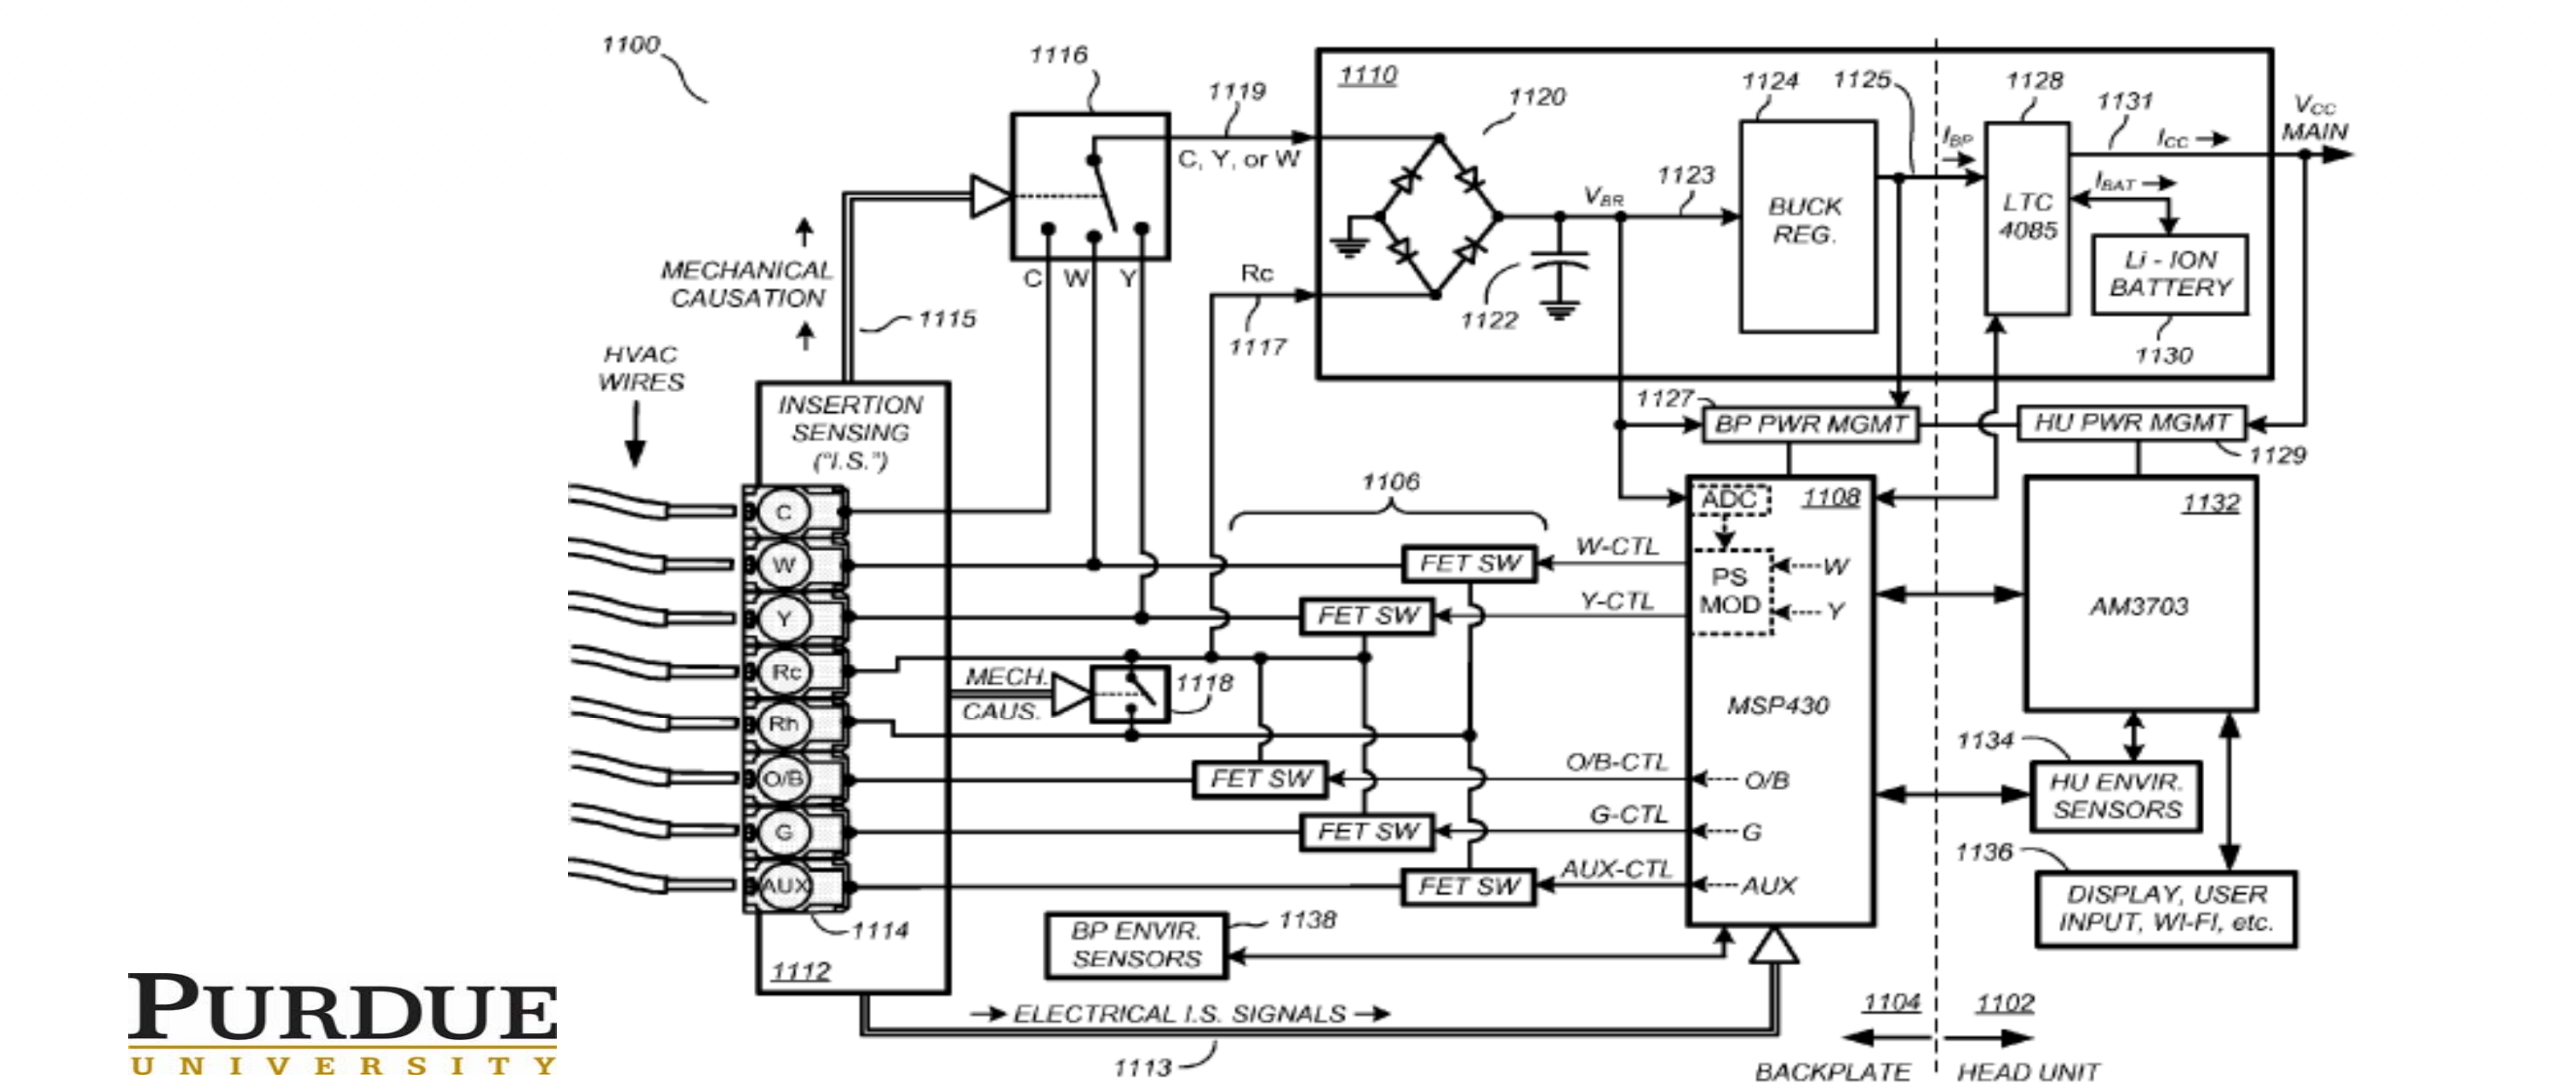 1100
1116
1119
C, Y, or W
1110
1120
1124
1125
1128
1131
VCC
MAIN
IBP
ICC
IBAT
VBR
1123
BUCK
REG.
LTC
4085
Li - ION
BATTERY
1130
1122
C W Y
Rc
1117
MECHANICAL
CAUSATION
1115
HVAC
WIRES
INSERTION
SENSING
("I.S.")
1127
BP PWR MGMT
HU PWR MGMT
1129
1106
C
W
Y
Rc
Rh
O/B
G
AUX
1114
1112
MECH.
CAUS.
1118
FET SW
W-CTL
FET SW
Y-CTL
FET SW
O/B-CTL
FET SW
G-CTL
FET SW
AUX-CTL
ADC
1108
PS
MOD
W
Y
MSP430
O/B
G
AUX
1132
AM3703
1134
HU ENVIR.
SENSORS
1136
DISPLAY, USER
INPUT, WI-FI, etc.
BP ENVIR.
SENSORS
1138
ELECTRICAL I.S. SIGNALS
1113
1104
1102
BACKPLATE
HEAD UNIT
PURDUE
UNIVERSITY